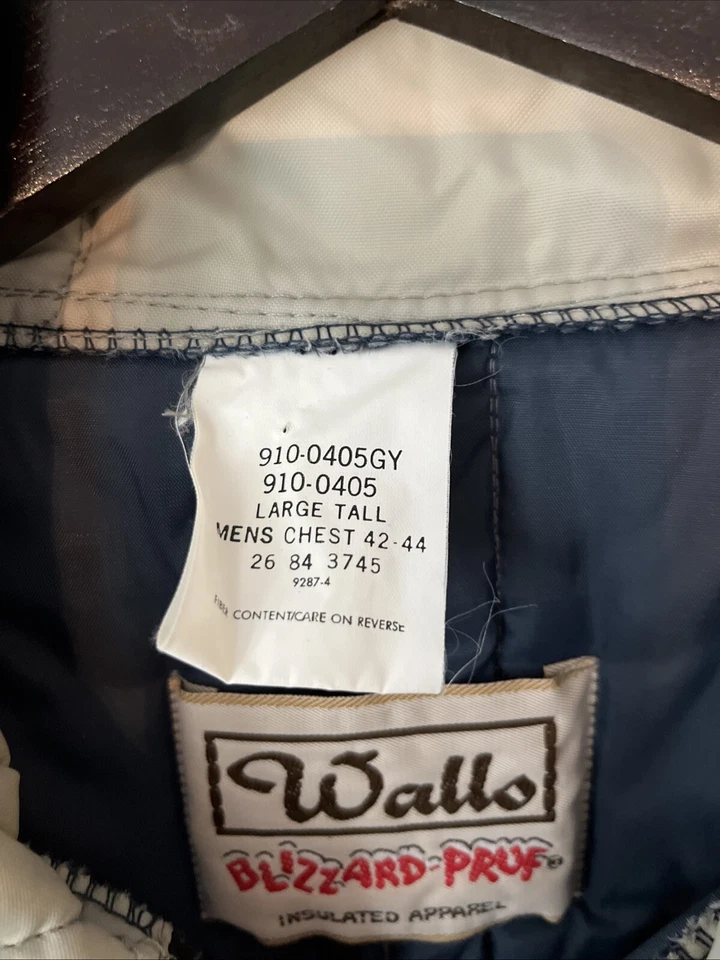 910-0405GY
910-0405
LARGE TALL
MENS CHEST 42-44
26 84 3745
9287-4
FIBER CONTENT/CARE ON REVERSE
Walls
BLIZZARD-PRUF®
INSULATED APPAREL